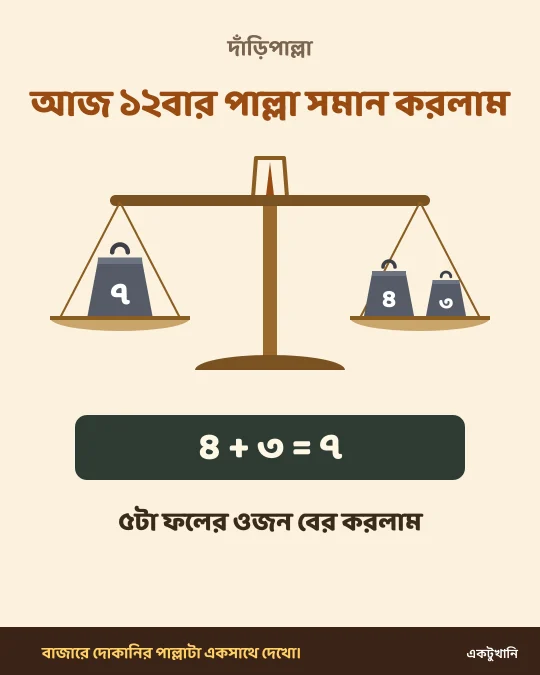 দাঁড়িপাল্লা
আজ ১২বার পাল্লা সমান করলাম
৭
৪
৩
৪ + ৩ = ৭
৫টা ফলের ওজন বের করলাম
বাজারে দোকানির পাল্লাটা একসাথে দেখো।
একটুখানি